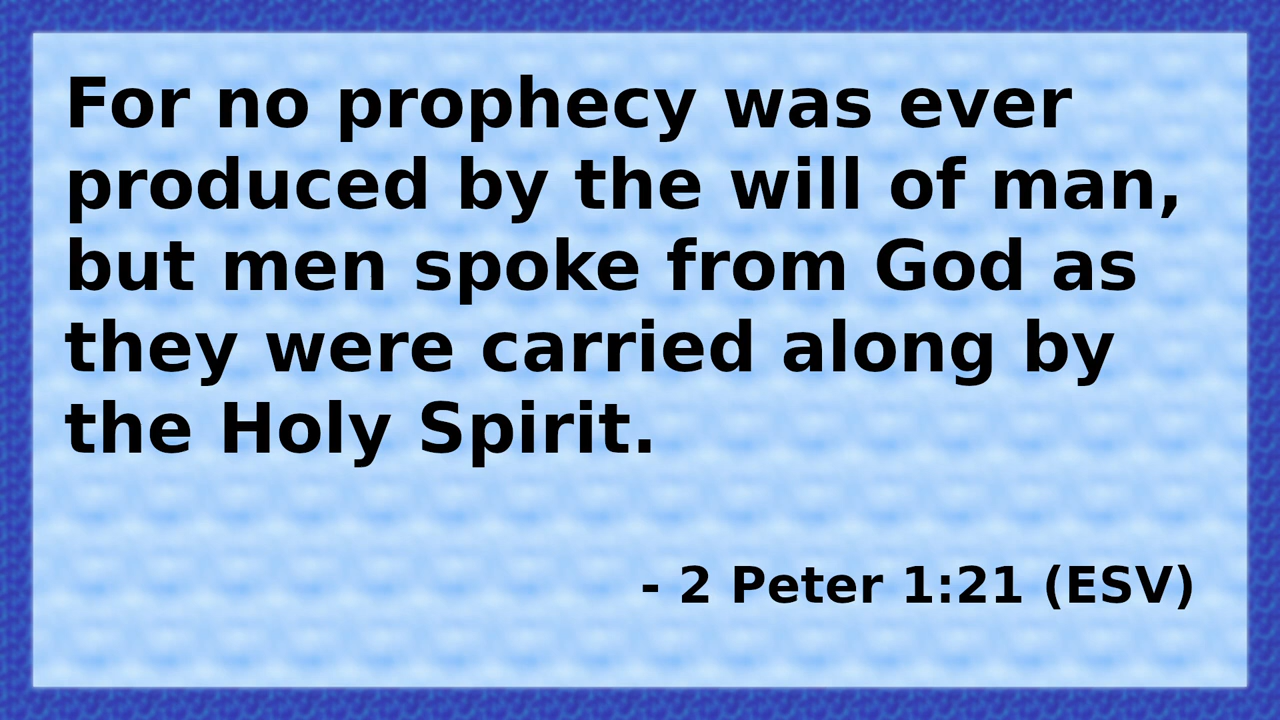 For no prophecy was ever
produced by the will of man,
but men spoke from God as
they were carried along by
the Holy Spirit.
- 2 Peter 1:21 (ESV)